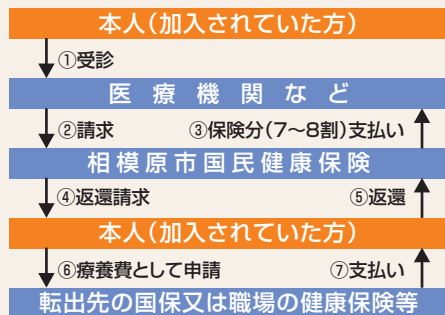 本人(加入されていた方)
①受診
医療機関など
②請求 ③保険分(7〜8割)支払い
相模原市国民健康保険
④返還請求 ⑤返還
本人(加入されていた方)
⑥療養費として申請 ⑦支払い
転出先の国保又は職場の健康保険等